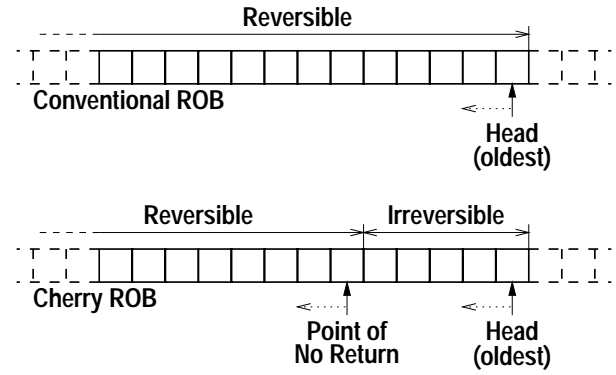 Reversible
Conventional ROB
Head
(oldest)
Reversible
Irreversible
Cherry ROB
Point of
No Return
Head
(oldest)